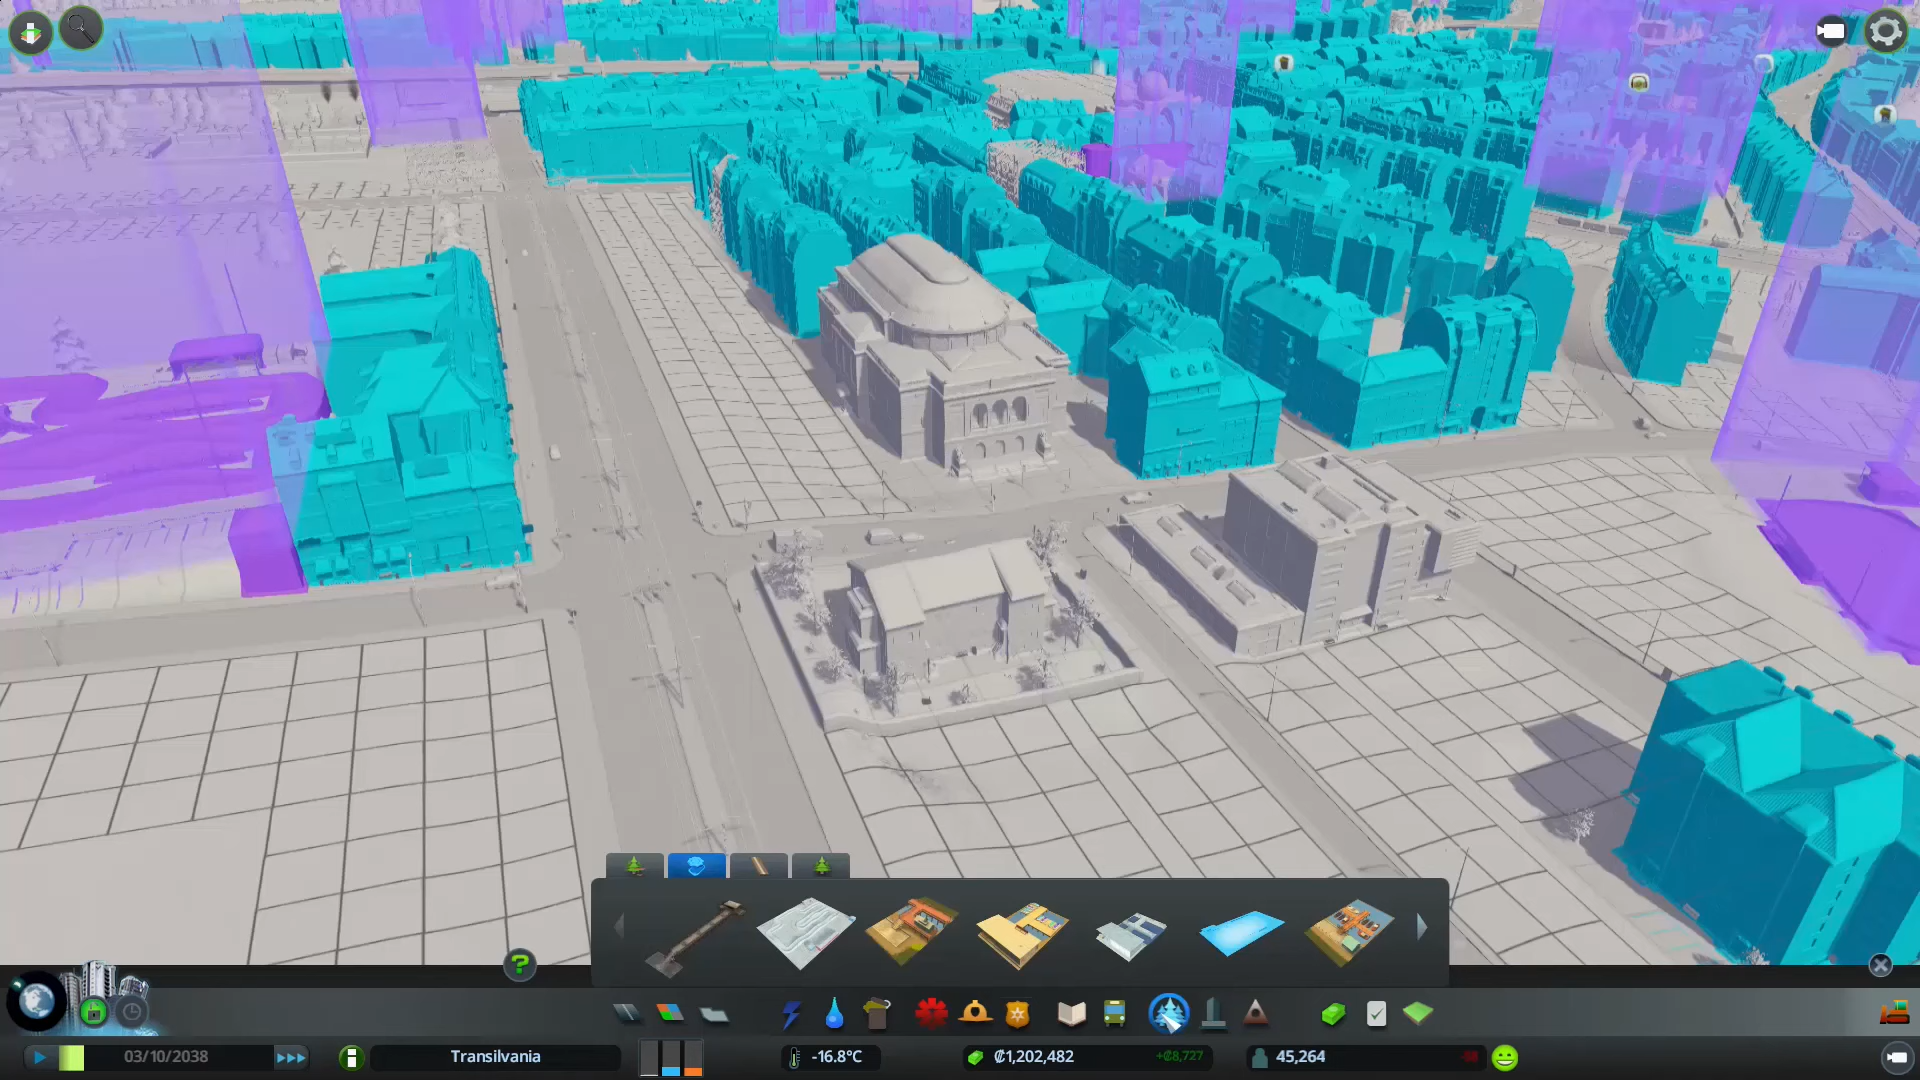 03/10/2038
Transilvania
-16.8°C
₡1,202,482
+₡8,727
45,264